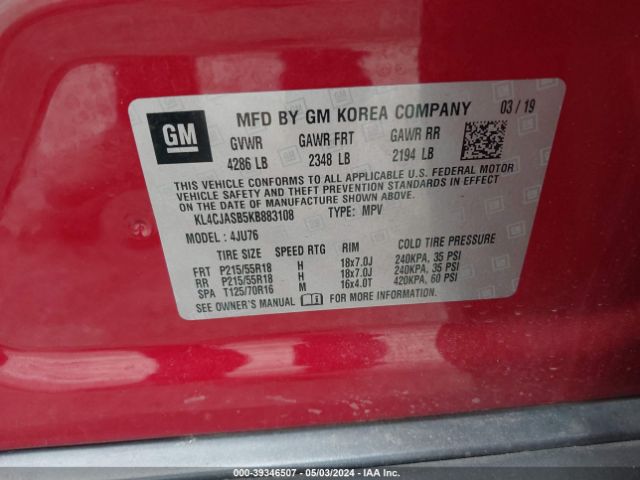 GM
MFD BY GM KOREA COMPANY 03 / 19
GVWR GAWR FRT GAWR RR
4286 LB 2348 LB 2194 LB
THIS VEHICLE CONFORMS TO ALL APPLICABLE U.S. FEDERAL MOTOR
VEHICLE SAFETY AND THEFT PREVENTION STANDARDS IN EFFECT
ON THE DATE OF MANUFACTURE SHOWN ABOVE.
KL4CJASB5KB883108 TYPE: MPV
MODEL: 4JU76
TIRE SIZE SPEED RTG RIM COLD TIRE PRESSURE
FRT P215/55R18 H 18x7.0J 240KPA, 35 PSI
RR P215/55R18 H 18x7.0J 240KPA, 35 PSI
SPA T125/70R16 M 16x4.0T 420KPA, 60 PSI
SEE OWNER'S MANUAL FOR MORE INFORMATION
000-39346507 - 05/03/2024 - IAA Inc.